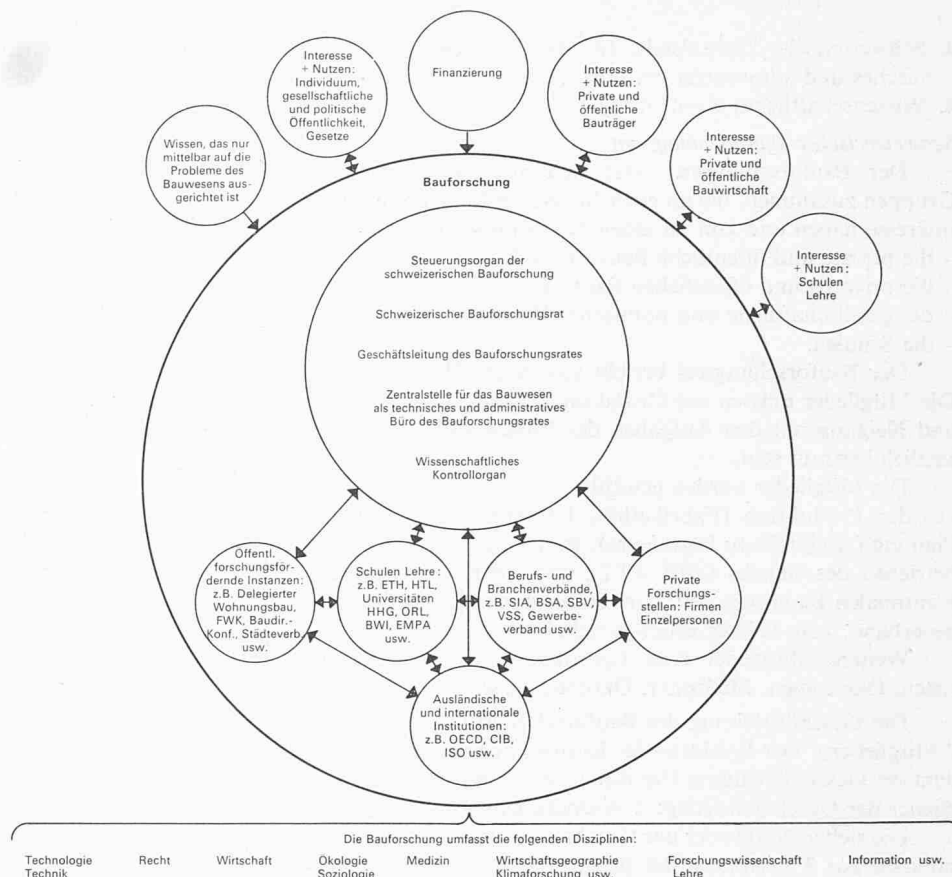 Finanzierung
Interesse
+ Nutzen:
Individuum,
gesellschaftliche
und politische
Öffentlichkeit,
Gesetze
Interesse
+ Nutzen:
Private und
öffentliche
Bauträger
Wissen, das nur
mittelbar auf die
Probleme des
Bauwesens aus-
gerichtet ist
Interesse
+ Nutzen:
Private und
öffentliche
Bauwirtschaft
Interesse
+ Nutzen:
Schulen
Lehre
Bauforschung
Steuerungsorgan der
schweizerischen Bauforschung
Schweizerischer Bauforschungsrat
Geschäftsleitung des Bauforschungsrates
Zentralstelle für das Bauwesen
als technisches und administratives
Büro des Bauforschungsrates
Wissenschaftliches
Kontrollorgan
Öffentl.
forschungsför-
dernde Instanzen:
z.B. Delegierter
Wohnungsbau,
FWK, Baudir.-
Konf., Städteverb.
usw.
Schulen Lehre:
z.B. ETH, HTL,
Universitäten
HHG, ORL,
BWI, EMPA
usw.
Berufs- und
Branchenverbände,
z.B. SIA, BSA, SBV,
VSS, Gewerbe-
verband usw.
Private
Forschungs-
stellen: Firmen
Einzelpersonen
Ausländische
und internationale
Institutionen:
z.B. OECD, CIB,
ISO usw.
Die Bauforschung umfasst die folgenden Disziplinen:
Technologie Recht Wirtschaft Ökologie Medizin Wirtschaftsgeographie Forschungswissenschaft Information usw.
Technik Soziologie Klimaforschung usw. Lehre